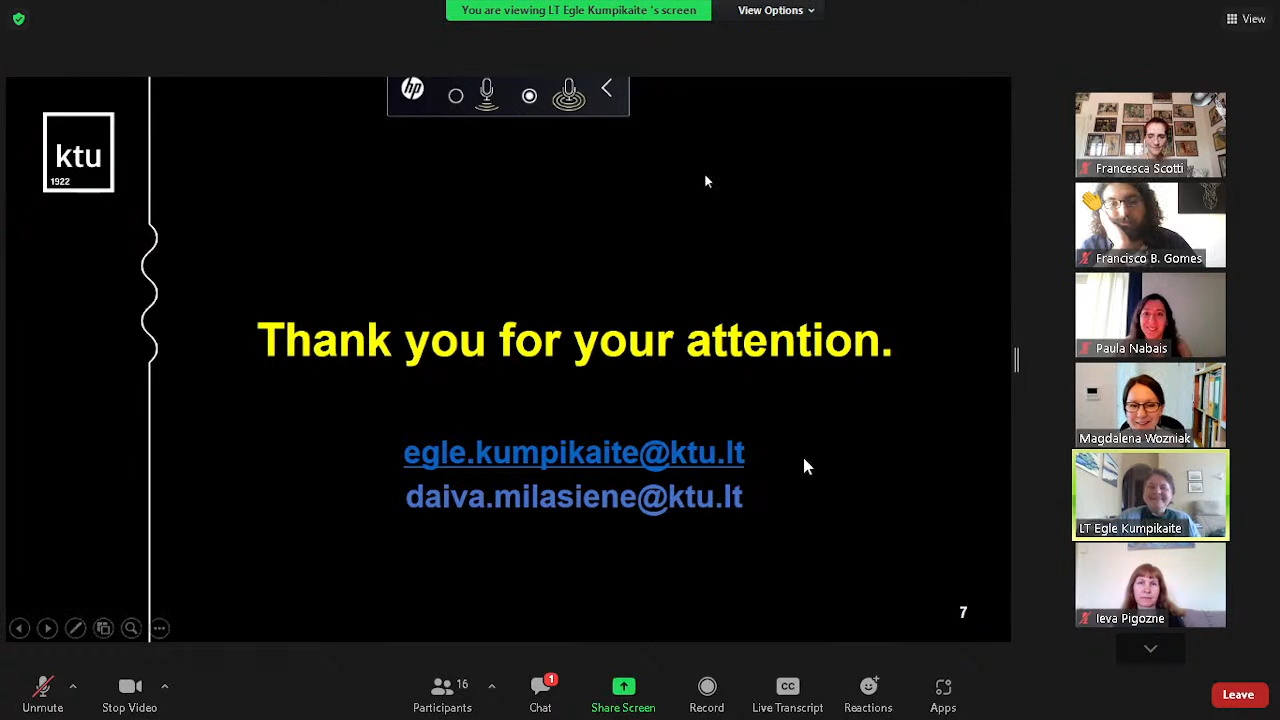 You are viewing LT Egle Kumpikaite 's screen
View Options
View
hp
ktu
1922
Thank you for your attention.
egle.kumpikaite@ktu.lt
daiva.milasiene@ktu.lt
7
Francesca Scotti
Francisco B. Gomes
Paula Nabais
Magdalena Wozniak
LT Egle Kumpikaite
Ieva Pigozne
Unmute
Stop Video
16
Participants
1
Chat
Share Screen
Record
CC
Live Transcript
Reactions
Apps
Leave